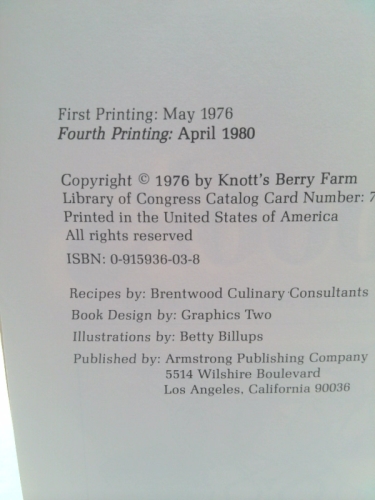 First Printing: May 1976
Fourth Printing: April 1980
Copyright © 1976 by Knott's Berry Farm
Library of Congress Catalog Card Number: 7
Printed in the United States of America
All rights reserved
ISBN: 0-915936-03-8
Recipes by: Brentwood Culinary Consultants
Book Design by: Graphics Two
Illustrations by: Betty Billups
Published by: Armstrong Publishing Company
5514 Wilshire Boulevard
Los Angeles, California 90036